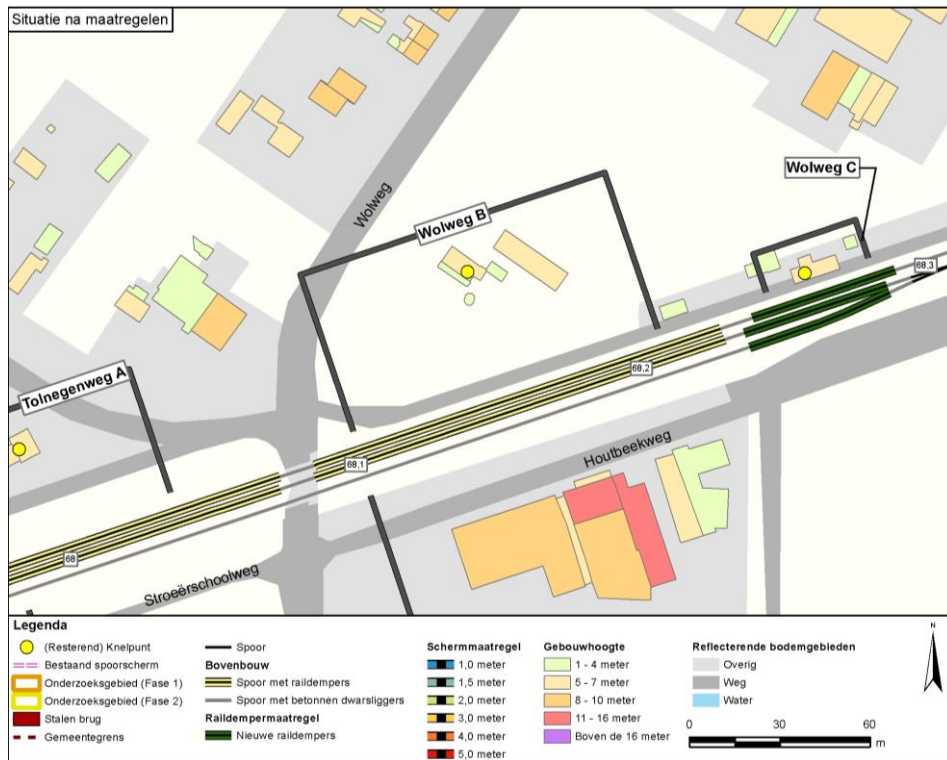 Situatie na maatregelen
Wolweg
Wolweg B
Wolweg C
68,3
68,2
Tolnegenweg A
68,1
Houtbeekweg
68
Stroeërschoolweg
Legenda
(Resterend) Knelpunt
Bestaand spoorscherm
Onderzoeksgebied (Fase 1)
Onderzoeksgebied (Fase 2)
Stalen brug
Gemeentegrens
Spoor
Bovenbouw
Spoor met raildempers
Spoor met betonnen dwarsliggers
Raildempermaatregel
Nieuwe raildempers
Schermmaatregel
1,0 meter
1,5 meter
2,0 meter
3,0 meter
4,0 meter
5,0 meter
Gebouwhoogte
1 - 4 meter
5 - 7 meter
8 - 10 meter
11 - 16 meter
Boven de 16 meter
Reflecterende bodemgebieden
Overig
Weg
Water
N
0 30 60
m